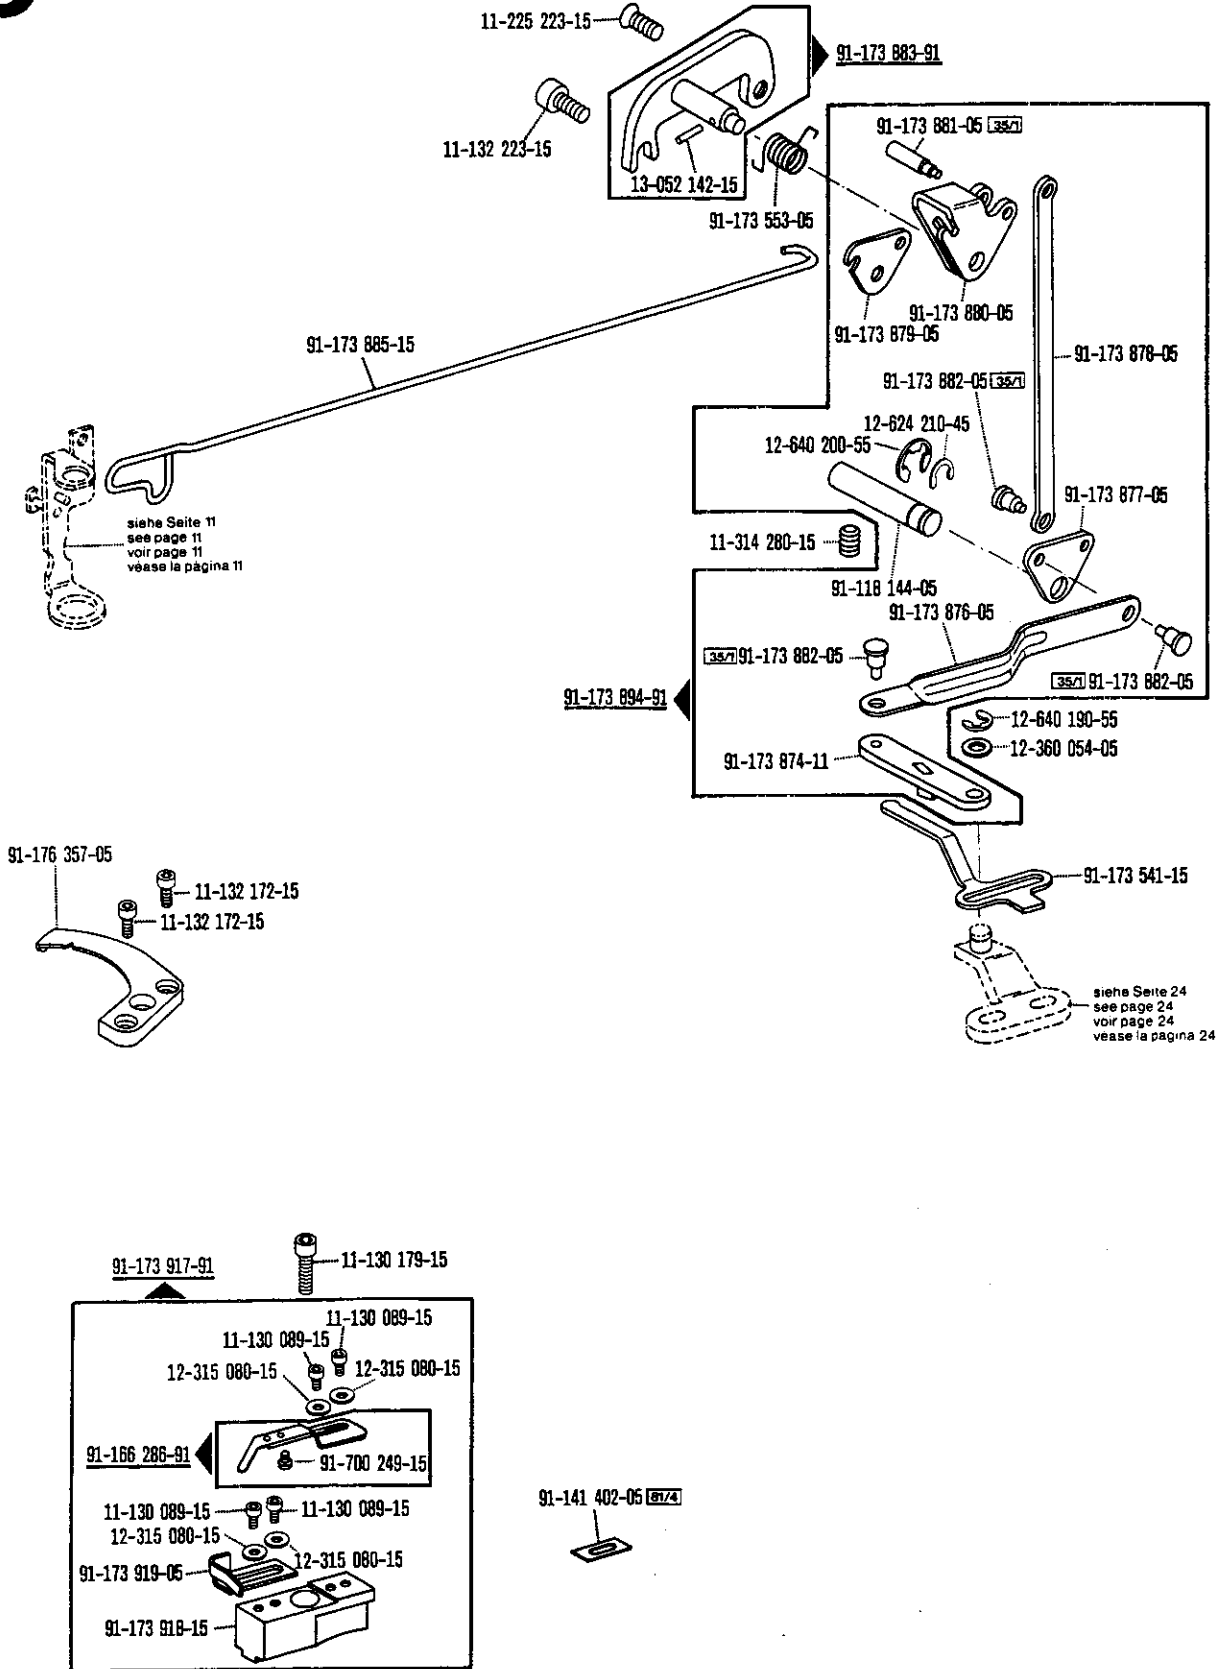 11-225 223-15
91-173 883-91
11-132 223-15
13-052 142-15
91-173 553-05
91-173 881-05 35/1
91-173 879-05
91-173 880-05
91-173 878-05
91-173 885-15
91-173 882-05 35/1
12-624 210-45
12-640 200-55
91-173 877-05
siehe Seite 11
see page 11
voir page 11
véase la página 11
11-314 280-15
91-118 144-05
91-173 876-05
35/1 91-173 882-05
35/1 91-173 882-05
91-173 894-91
12-640 190-55
12-360 054-05
91-173 874-11
91-173 541-15
91-176 357-05
11-132 172-15
11-132 172-15
siehe Seite 24
see page 24
voir page 24
véase la página 24
91-173 917-91
11-130 179-15
11-130 089-15
11-130 089-15
12-315 080-15
12-315 080-15
91-166 286-91
91-700 249-15
11-130 089-15
11-130 089-15
12-315 080-15
12-315 080-15
91-173 919-05
91-173 918-15
91-141 402-05 81/4